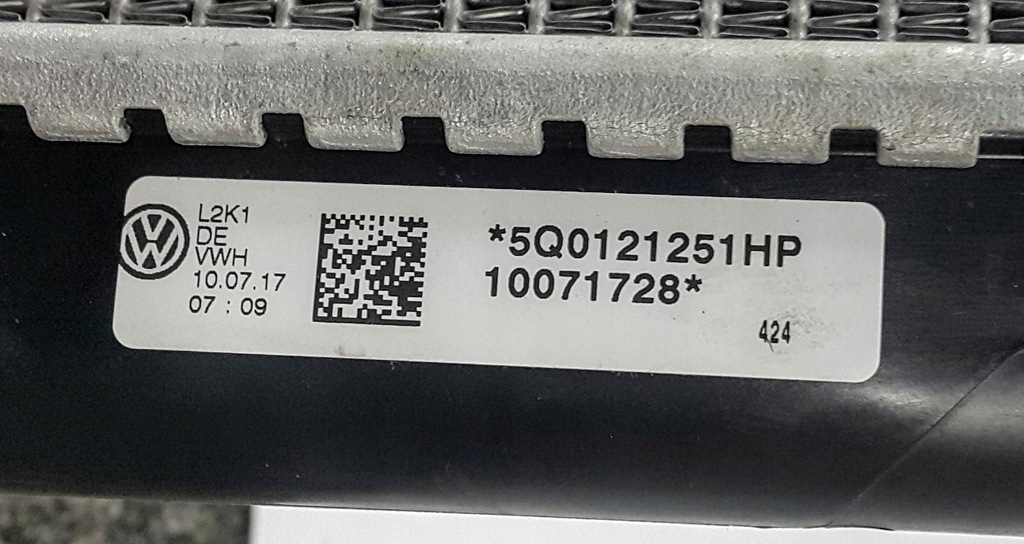 L2K1
DE
VWH
10.07.17
07 : 09
*5Q0121251HP
10071728*
424